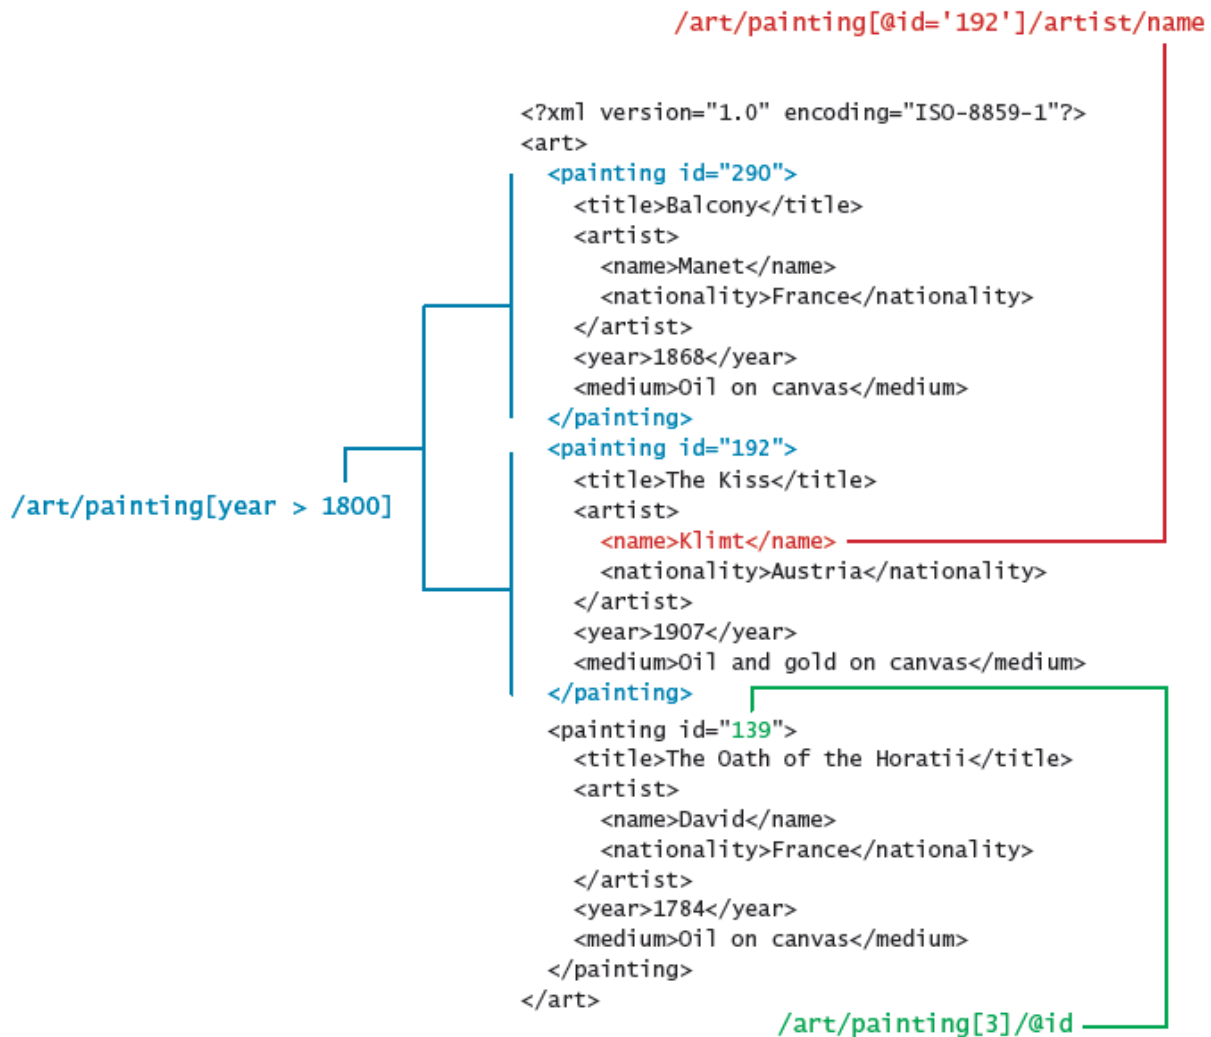 /art/painting[@id='192']/artist/name
<?xml version="1.0" encoding="ISO-8859-1"?>
<art>
<painting id="290">
<title>Balcony</title>
<artist>
<name>Manet</name>
<nationality>France</nationality>
</artist>
<year>1868</year>
<medium>Oil on canvas</medium>
</painting>
<painting id="192">
<title>The Kiss</title>
/art/painting[year > 1800]
<artist>
<name>Klimt</name>
<nationality>Austria</nationality>
</artist>
<year>1907</year>
<medium>Oil and gold on canvas</medium>
</painting>
<painting id="139">
<title>The Oath of the Horatii</title>
<artist>
<name>David</name>
<nationality>France</nationality>
</artist>
<year>1784</year>
<medium>Oil on canvas</medium>
</painting>
</art>
/art/painting[3]/@id